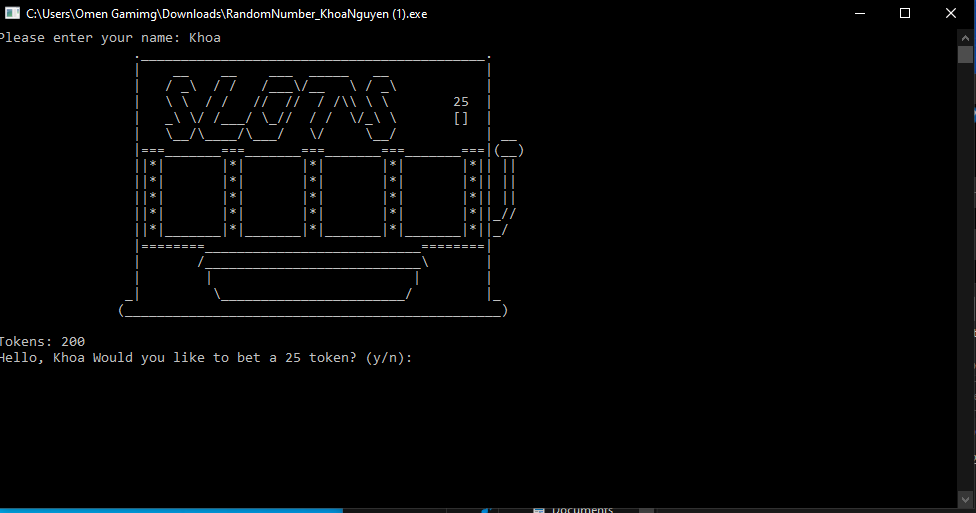 C:\Users\Omen Gamimg\Downloads\RandomNumber_KhoaNguyen (1).exe
Please enter your name: Khoa
SLOTS
25
[]
Tokens: 200
Hello, Khoa Would you like to bet a 25 token? (y/n):
Documents